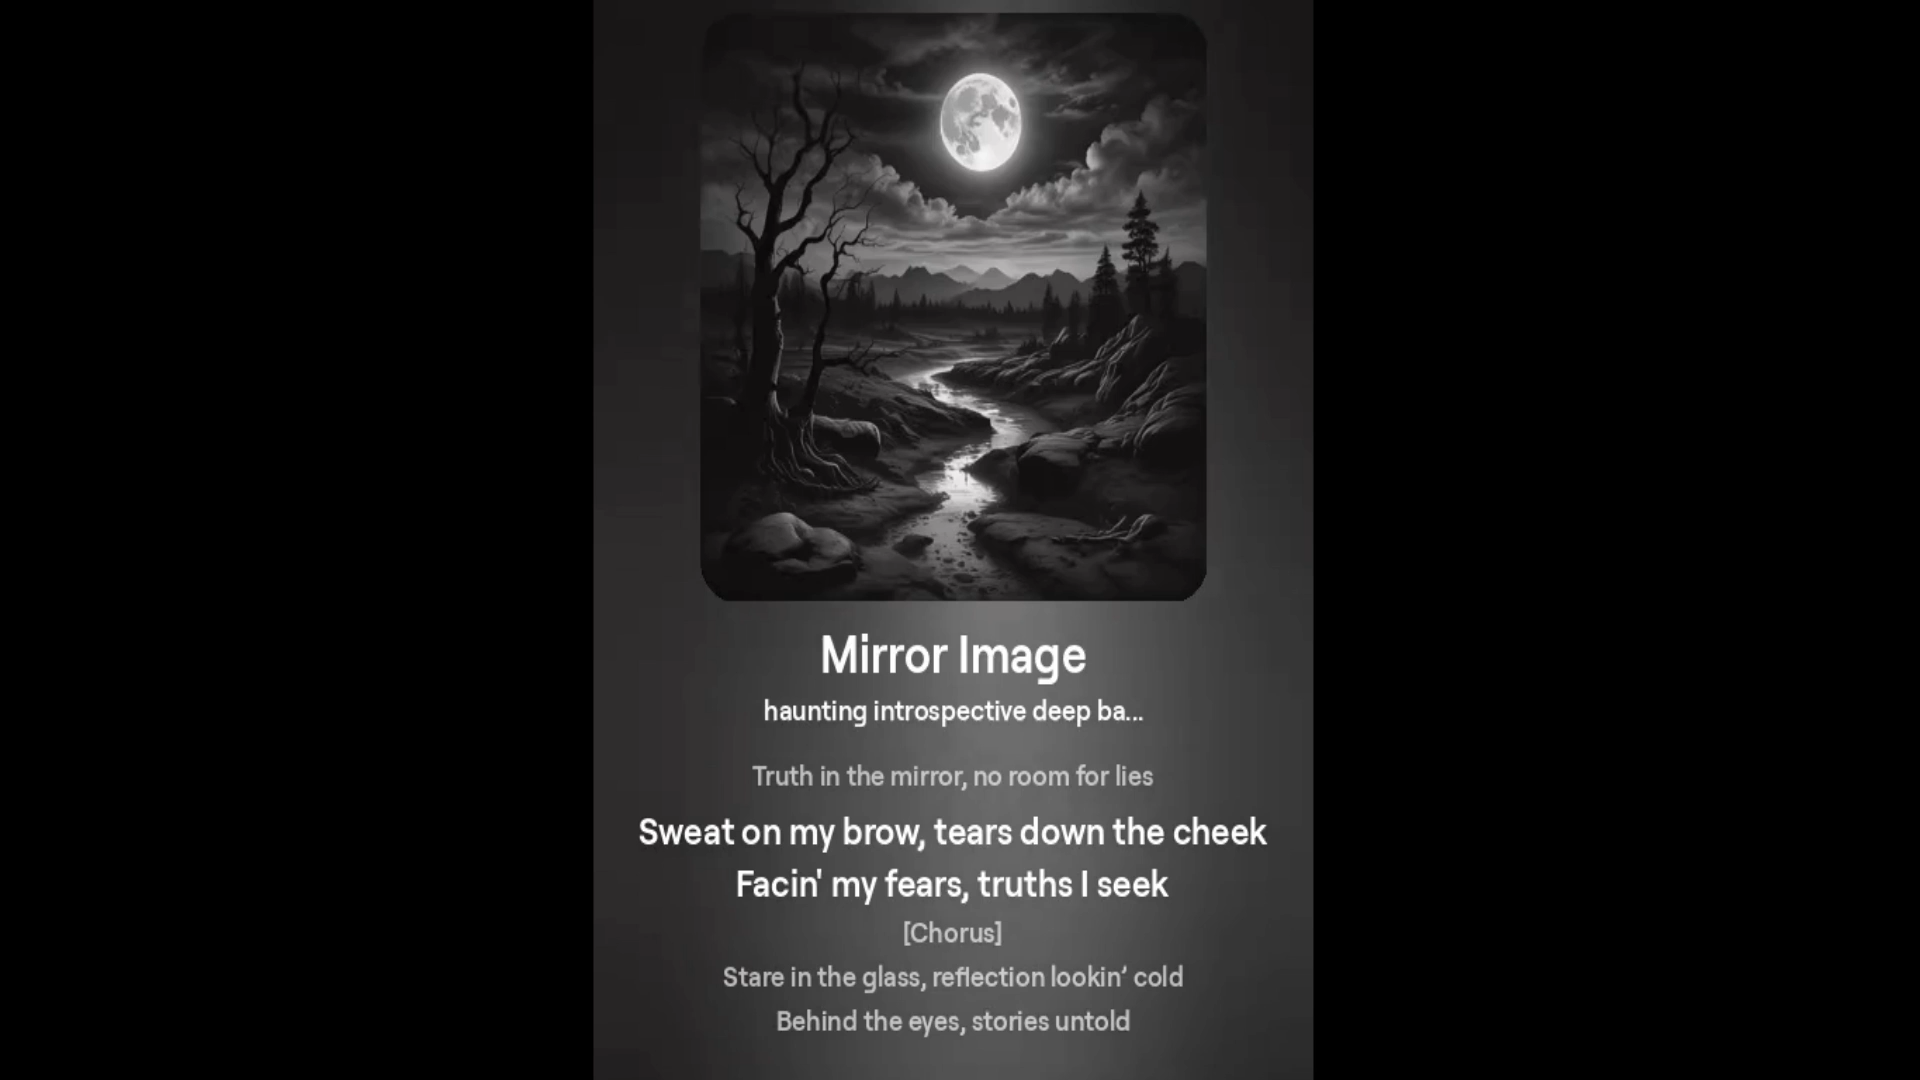 Mirror Image
haunting introspective deep ba...
Truth in the mirror, no room for lies
Sweat on my brow, tears down the cheek
Facin' my fears, truths I seek
[Chorus]
Stare in the glass, reflection lookin’ cold
Behind the eyes, stories untold